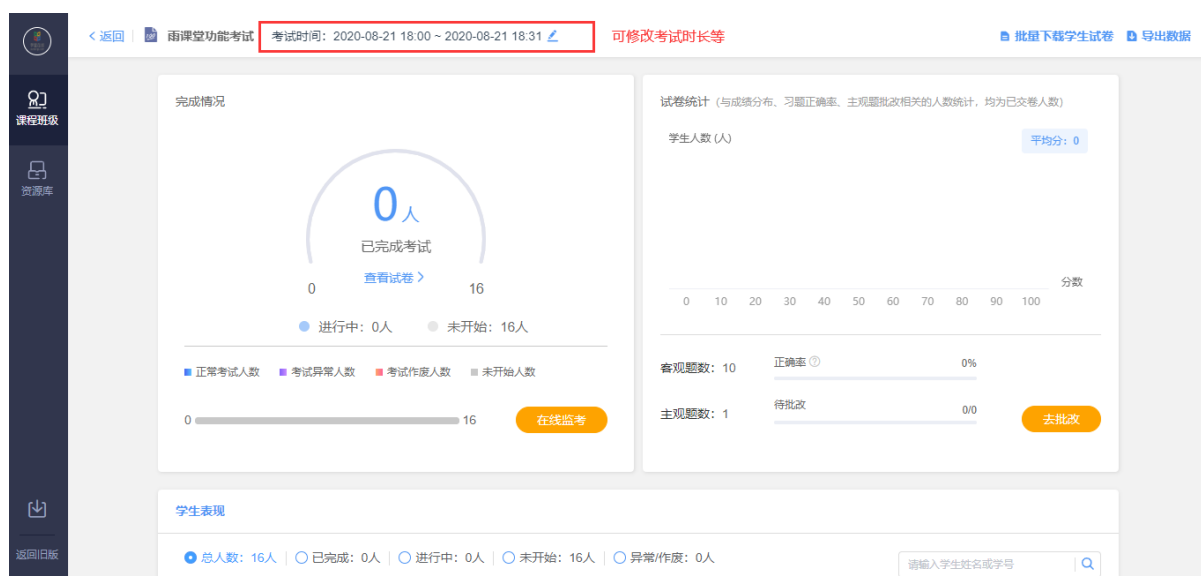 返回 雨课堂功能考试 考试时间：2020-08-21 18:00 ~ 2020-08-21 18:31 可修改考试时长等 批量下载学生试卷 导出数据
课程班级
资源库
返回旧版
完成情况
0人
已完成考试
查看试卷 >
0 16
进行中：0人 未开始：16人
正常考试人数 考试异常人数 考试作废人数 未开始人数
0 16 在线监考
试卷统计（与成绩分布、习题正确率、主观题批改相关的人数统计，均为已交卷人数）
学生人数 (人) 平均分：0
分数
0 10 20 30 40 50 60 70 80 90 100
客观题数：10 正确率 ? 0%
主观题数：1 待批改 0/0 去批改
学生表现
总人数：16人 已完成：0人 进行中：0人 未开始：16人 异常/作废：0人 请输入学生姓名或学号